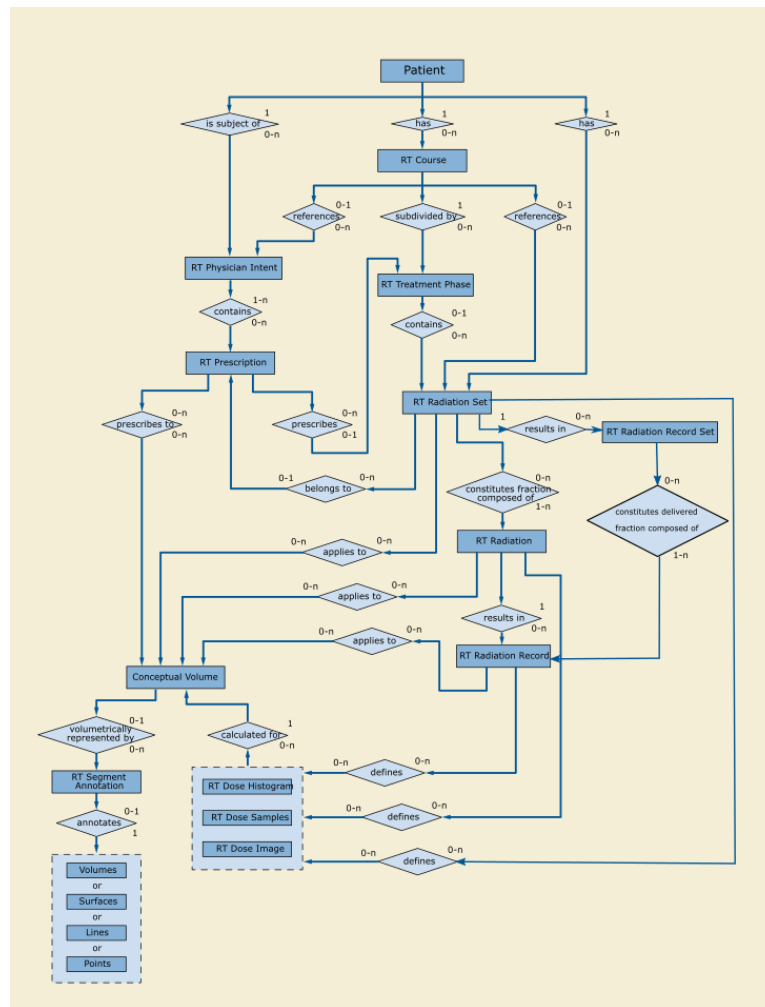 Patient
1
is subject of
0-n
1
has
0-n
1
has
0-n
RT Course
0-1
references
0-n
1
subdivided by
0-n
0-1
references
0-n
RT Physician Intent
RT Treatment Phase
1-n
contains
0-n
0-1
contains
0-n
RT Prescription
RT Radiation Set
0-n
prescribes to
0-n
0-n
prescribes
0-1
1
results in
0-n
RT Radiation Record Set
0-1
belongs to
0-n
0-n
constitutes fraction
composed of
1-n
0-n
constitutes delivered
fraction composed of
1-n
0-n
applies to
0-n
RT Radiation
0-n
applies to
0-n
1
results in
0-n
0-n
applies to
0-n
RT Radiation Record
Conceptual Volume
0-1
volumetrically
represented by
0-n
1
calculated for
0-n
RT Segment
Annotation
0-n
defines
0-n
RT Dose Histogram
0-1
annotates
1
0-n
defines
0-n
RT Dose Samples
RT Dose Image
0-n
defines
0-n
Volumes
or
Surfaces
or
Lines
or
Points